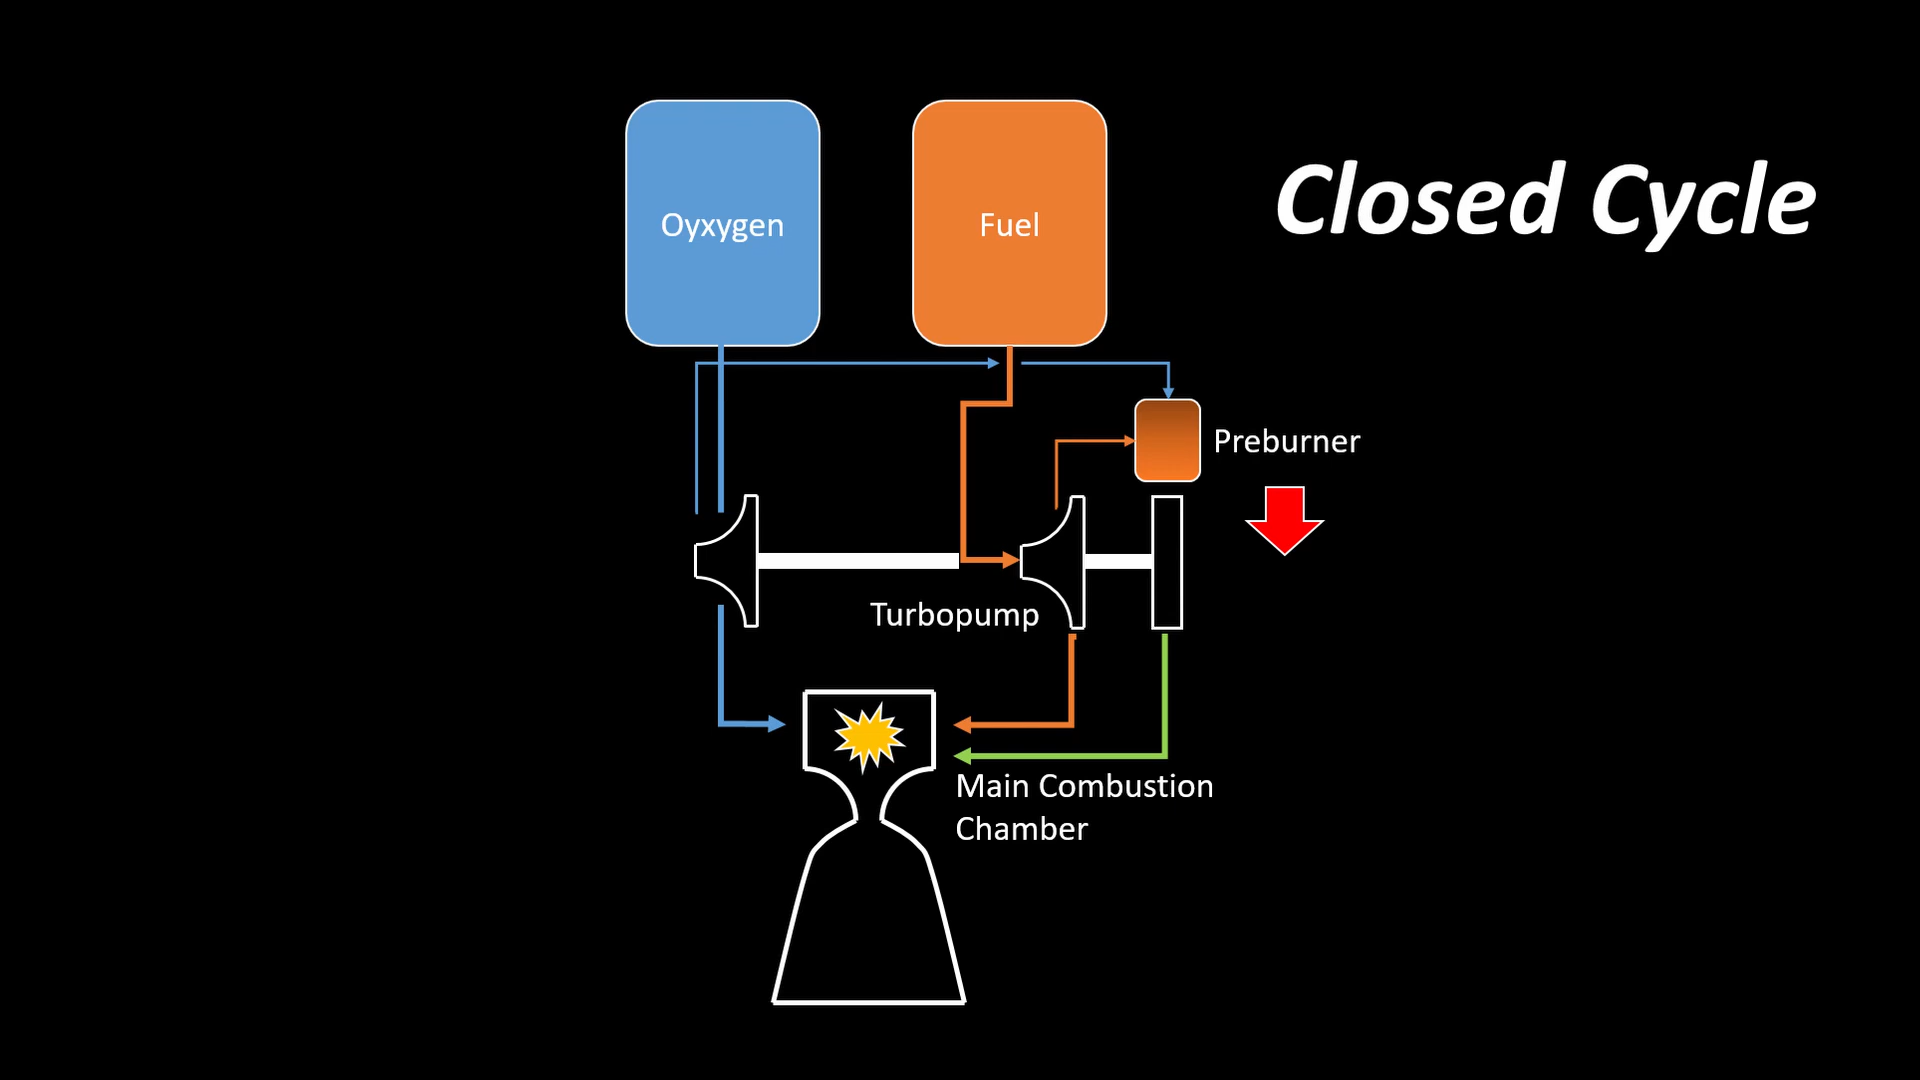 Closed Cycle
Oyxygen
Fuel
Preburner
Turbopump
Main Combustion
Chamber